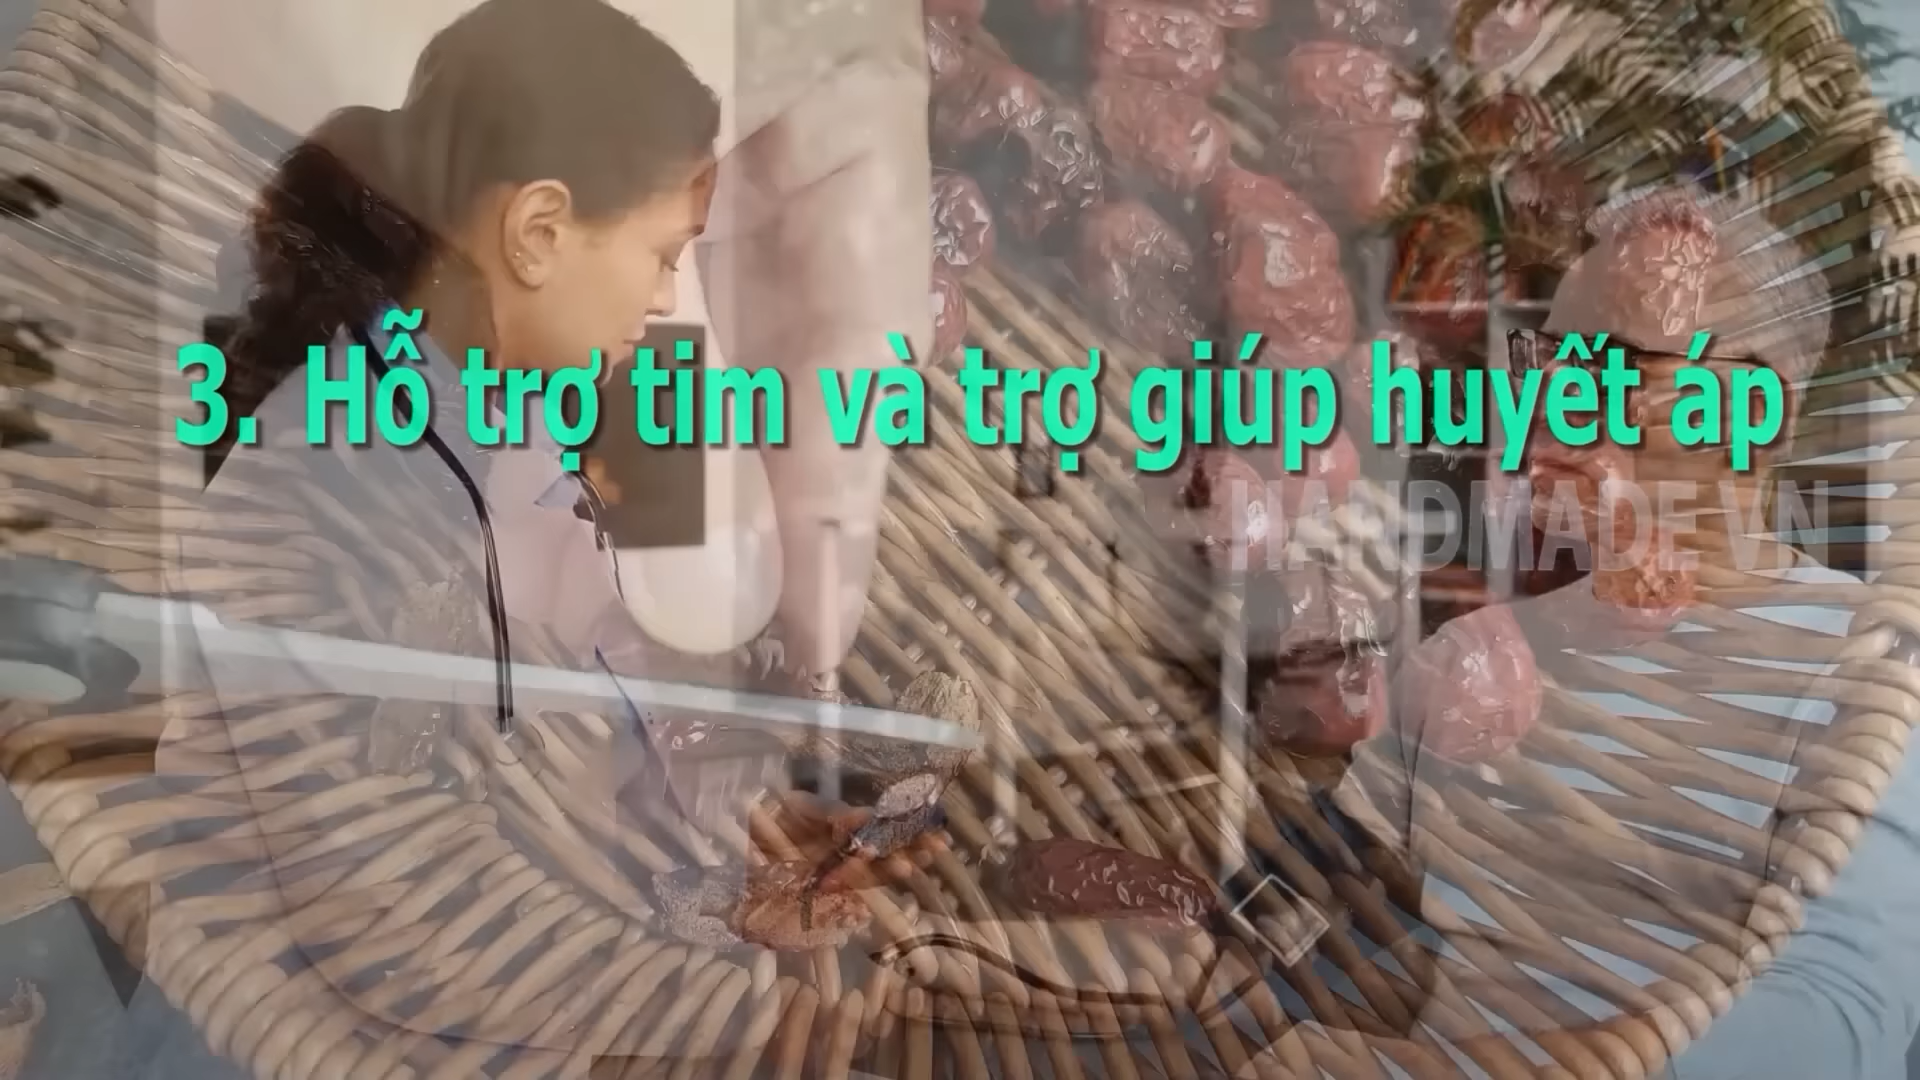 3. Hỗ trợ tim và trợ giúp huyết áp
HANDMADE VN